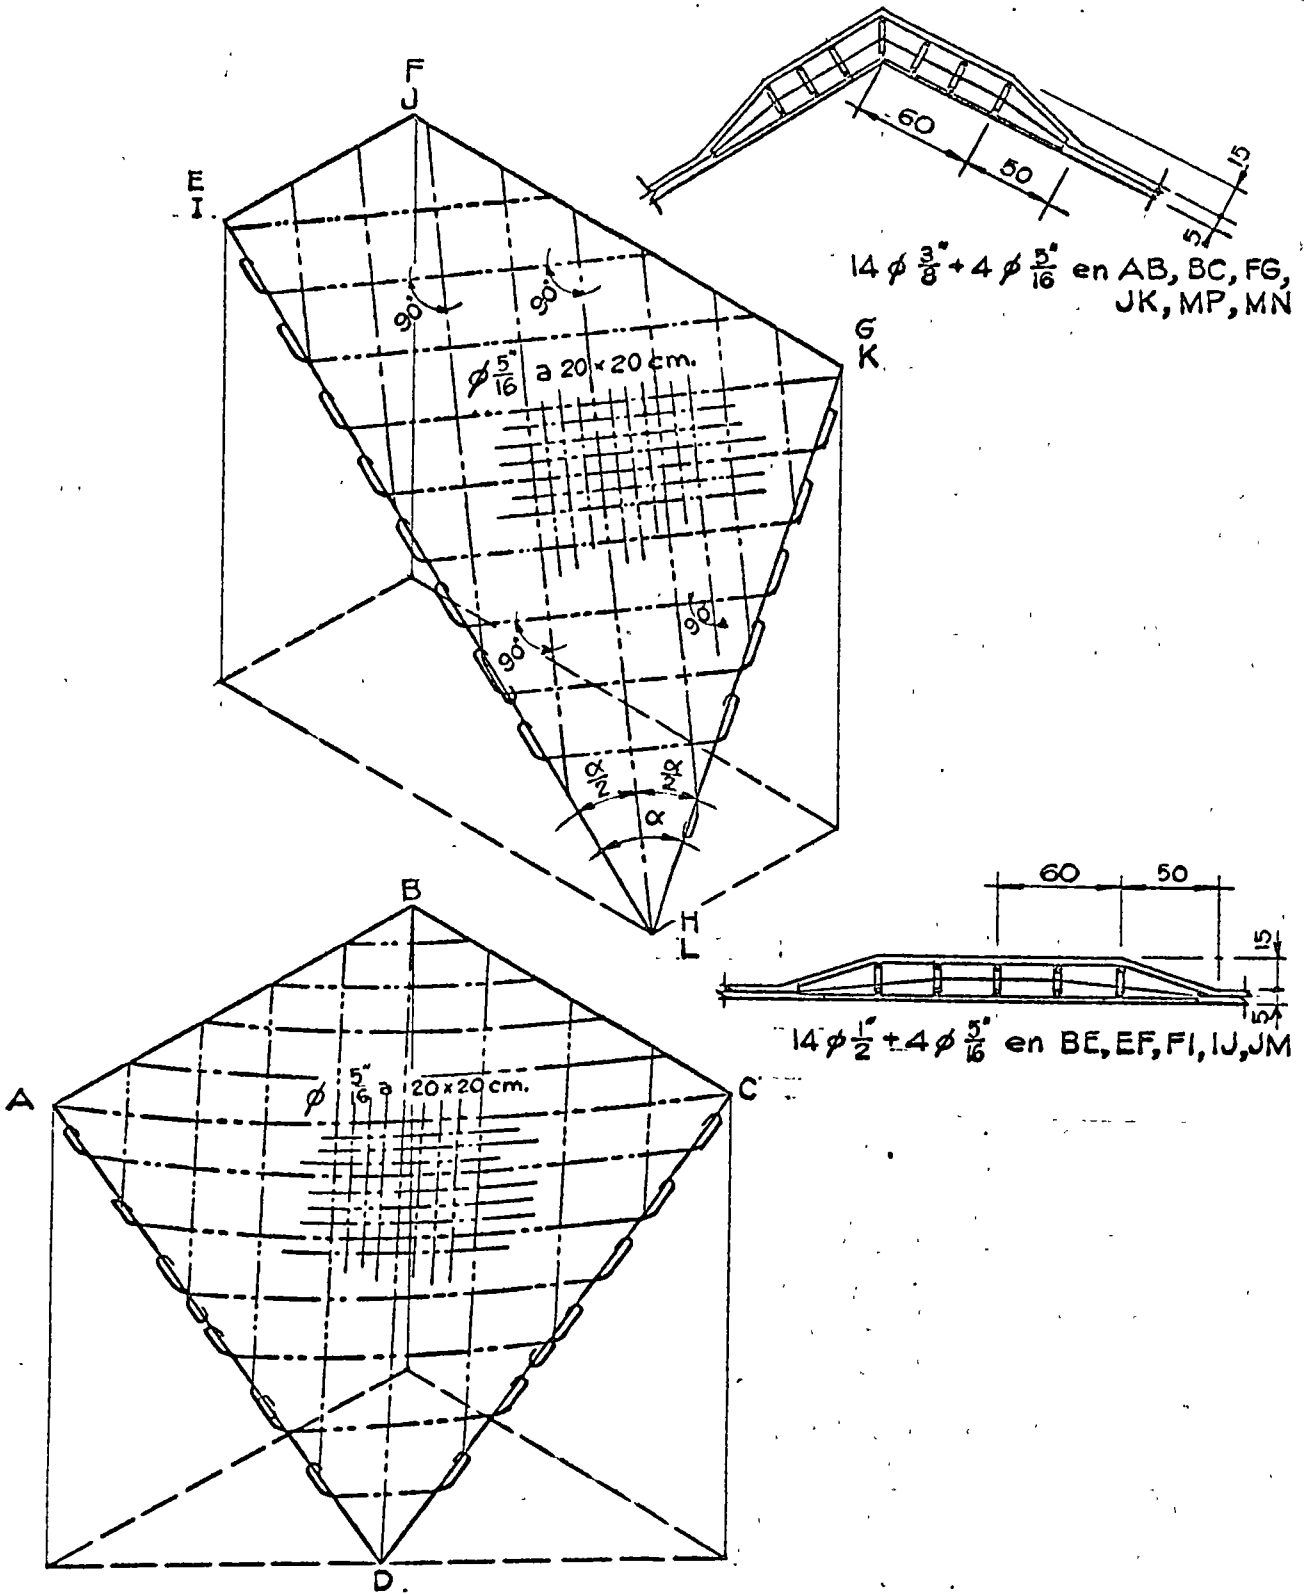 F
J
E
I
60
50
15
5
14 ø 3/8" + 4 ø 5/16" en AB, BC, FG,
JK, MP, MN
90°
90°
G
K
ø 5/16" a 20 × 20 cm.
90°
90°
α/2
α/2
α
H
L
B
60
50
15
5
14 ø 1/2" + 4 ø 5/16" en BE, EF, FI, IJ, JM
A
C
ø 5/16" a 20 × 20 cm.
D